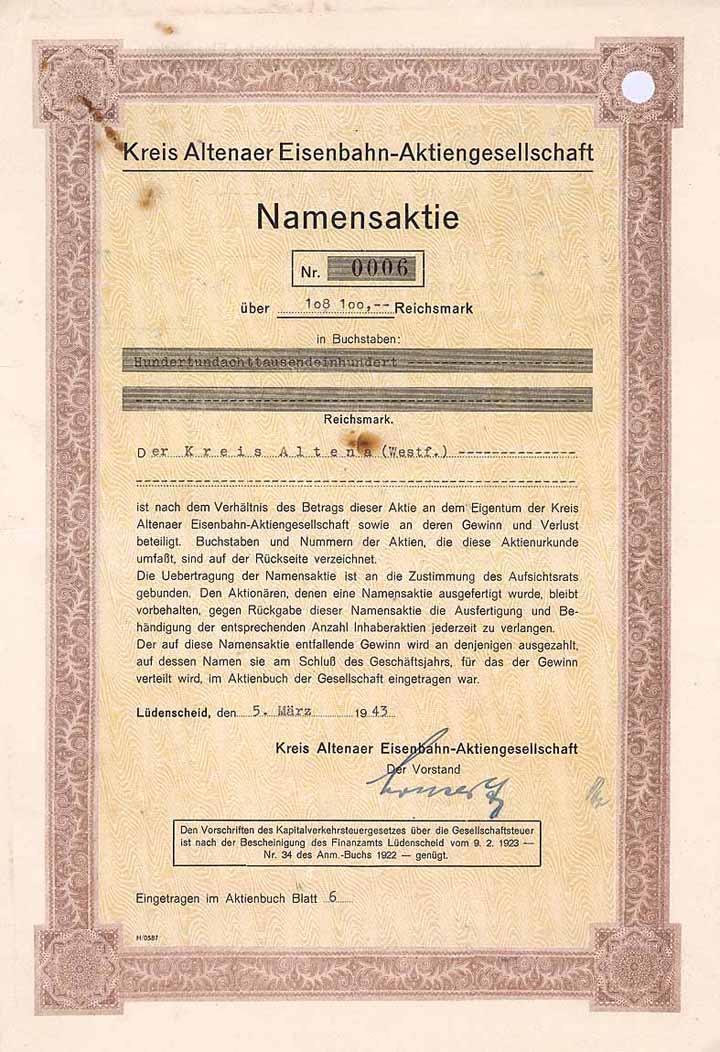 Kreis Altenaer Eisenbahn-Aktiengesellschaft
Namensaktie
Nr. 0006
über 108 100,-- Reichsmark
in Buchstaben:
Hundertundachttausendeinhundert --------------------
Reichsmark.
Der Kreis Altena (Westf.) --------------
ist nach dem Verhältnis des Betrags dieser Aktie an dem Eigentum der Kreis
Altenaer Eisenbahn-Aktiengesellschaft sowie an deren Gewinn und Verlust
beteiligt. Buchstaben und Nummern der Aktien, die diese Aktienurkunde
umfaßt, sind auf der Rückseite verzeichnet.
Die Uebertragung der Namensaktie ist an die Zustimmung des Aufsichtsrats
gebunden. Den Aktionären, denen eine Namensaktie ausgefertigt wurde, bleibt
vorbehalten, gegen Rückgabe dieser Namensaktie die Ausfertigung und Be-
händigung der entsprechenden Anzahl Inhaberaktien jederzeit zu verlangen.
Der auf diese Namensaktie entfallende Gewinn wird an denjenigen ausgezahlt,
auf dessen Namen sie am Schluß des Geschäftsjahrs, für das der Gewinn
verteilt wird, im Aktienbuch der Gesellschaft eingetragen war.
Lüdenscheid, den 5. März 1943
Kreis Altenaer Eisenbahn-Aktiengesellschaft
Der Vorstand
Den Vorschriften des Kapitalverkehrsteuergesetzes über die Gesellschaftsteuer
ist nach der Bescheinigung des Finanzamts Lüdenscheid vom 9. 2. 1923 —
Nr. 34 des Anm.-Buchs 1922 — genügt.
Eingetragen im Aktienbuch Blatt 6
H/0587